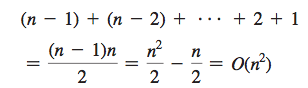 (n − 1) + (n − 2) + ··· + 2 + 1
= (n − 1)n / 2 = n² / 2 − n / 2 = O(n²)